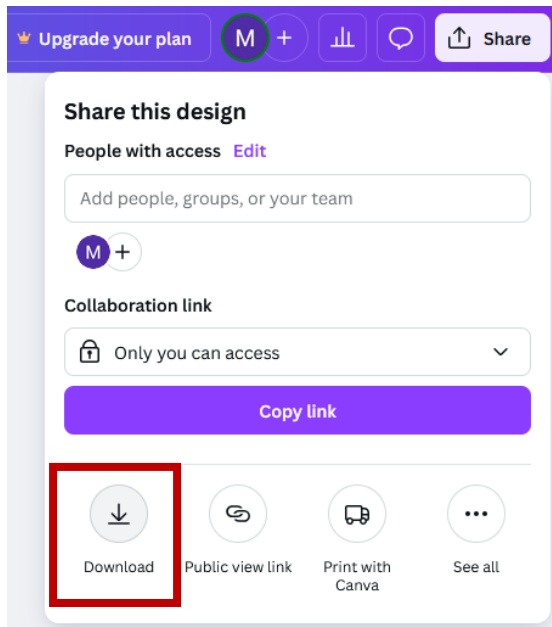 Upgrade your plan
M
+
Share
Share this design
People with access Edit
Add people, groups, or your team
M +
Collaboration link
Only you can access
Copy link
Download
Public view link
Print with
Canva
See all